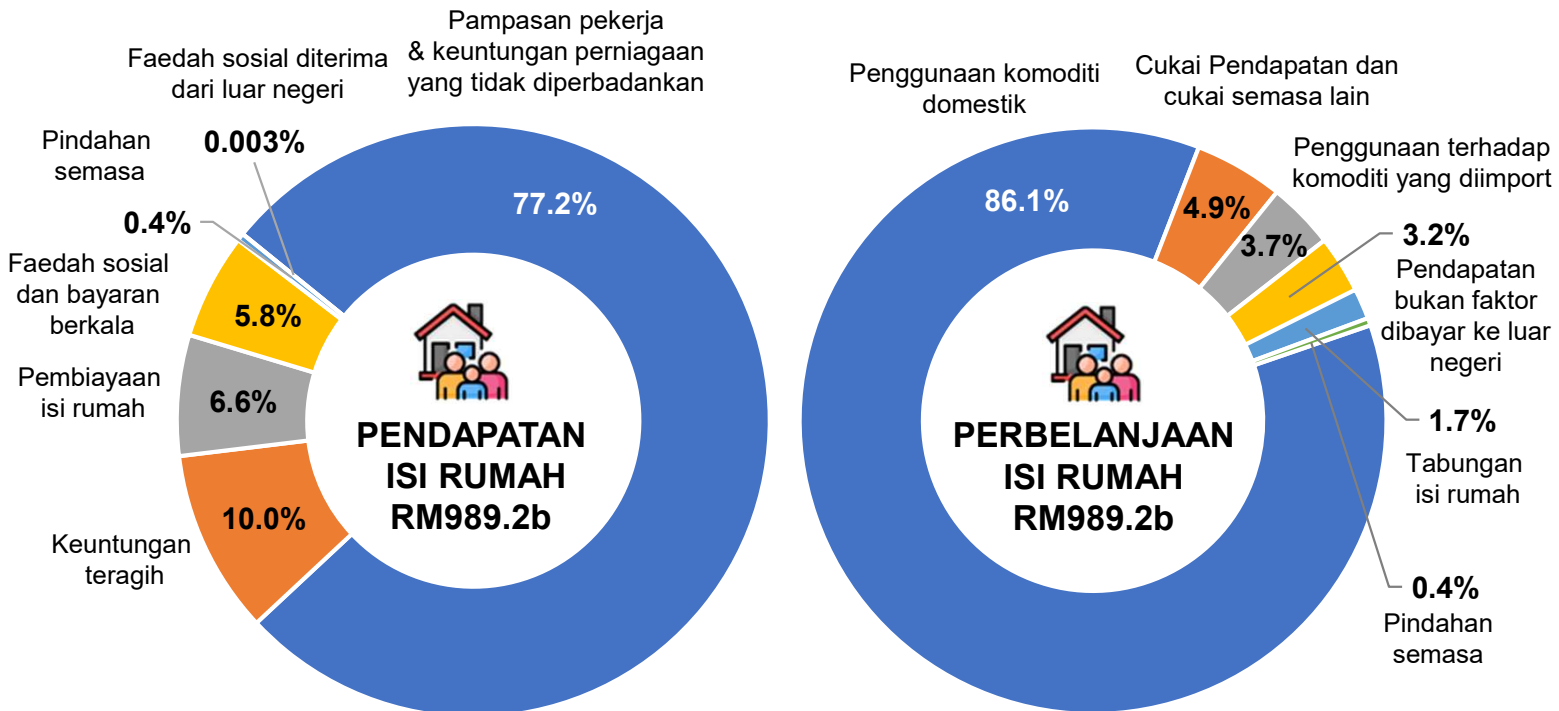 Pampasan pekerja
& keuntungan perniagaan
yang tidak diperbadankan
77.2%
Faedah sosial diterima
dari luar negeri
0.003%
Pindahan
semasa
0.4%
Faedah sosial
dan bayaran
berkala
5.8%
Pembiayaan
isi rumah
6.6%
Keuntungan
teragih
10.0%
PENDAPATAN
ISI RUMAH
RM989.2b
Penggunaan komoditi
domestik
86.1%
Cukai Pendapatan dan
cukai semasa lain
4.9%
Penggunaan terhadap
komoditi yang diimport
3.7%
3.2%
Pendapatan
bukan faktor
dibayar ke luar
negeri
1.7%
Tabungan
isi rumah
0.4%
Pindahan
semasa
PERBELANJAAN
ISI RUMAH
RM989.2b